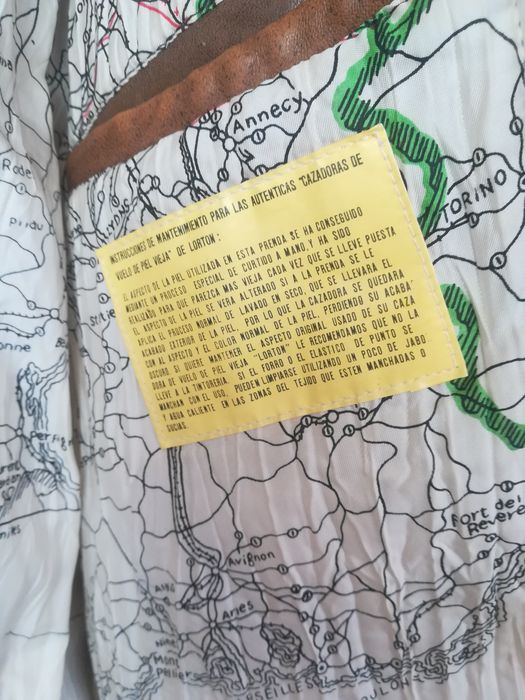 ANNECY
TORINO
INSTRUCCIONES DE MANTENIMIENTO PARA LAS AUTENTICAS "CAZADORAS DE
VUELO DE PIEL VIEJA" DE LORTON:
EL ASPECTO DE LA PIEL UTILIZADA EN ESTA PRENDA SE HA CONSEGUIDO
MEDIANTE UN PROCESO ESPECIAL DE CURTIDO A MANO, Y HA SIDO
REALIZADO PARA QUE PAREZCA MAS VIEJA CADA VEZ QUE SE LLEVE PUESTA
EL ASPECTO DE LA PIEL SE VERA ALTERADO SI A LA PRENDA SE LE
APLICA EL PROCESO NORMAL DE LAVADO EN SECO, QUE SE LLEVARA EL
ACABADO EXTERIOR DE LA PIEL, POR LO QUE LA CAZADORA SE QUEDARA
CON EL ASPECTO Y EL COLOR NORMAL DE LA PIEL, PERDIENDO SU ACABA
OSCURO SI QUIERE MANTENER EL ASPECTO ORIGINAL USADO DE SU CAZA
DORA DE VUELO DE PIEL VIEJA "LORTON" LE RECOMENDAMOS QUE NO LA
LLEVE A LA TINTORERIA. SI EL FORRO O EL ELASTICO DE PUNTO SE
MANCHAN CON EL USO, PUEDEN LIMPIARSE UTILIZANDO UN POCO DE JABO
Y AGUA CALIENTE EN LAS ZONAS DEL TEJIDO QUE ESTEN MANCHADAS O
SUCIAS.
Avignon
Arles
Mont
pellier